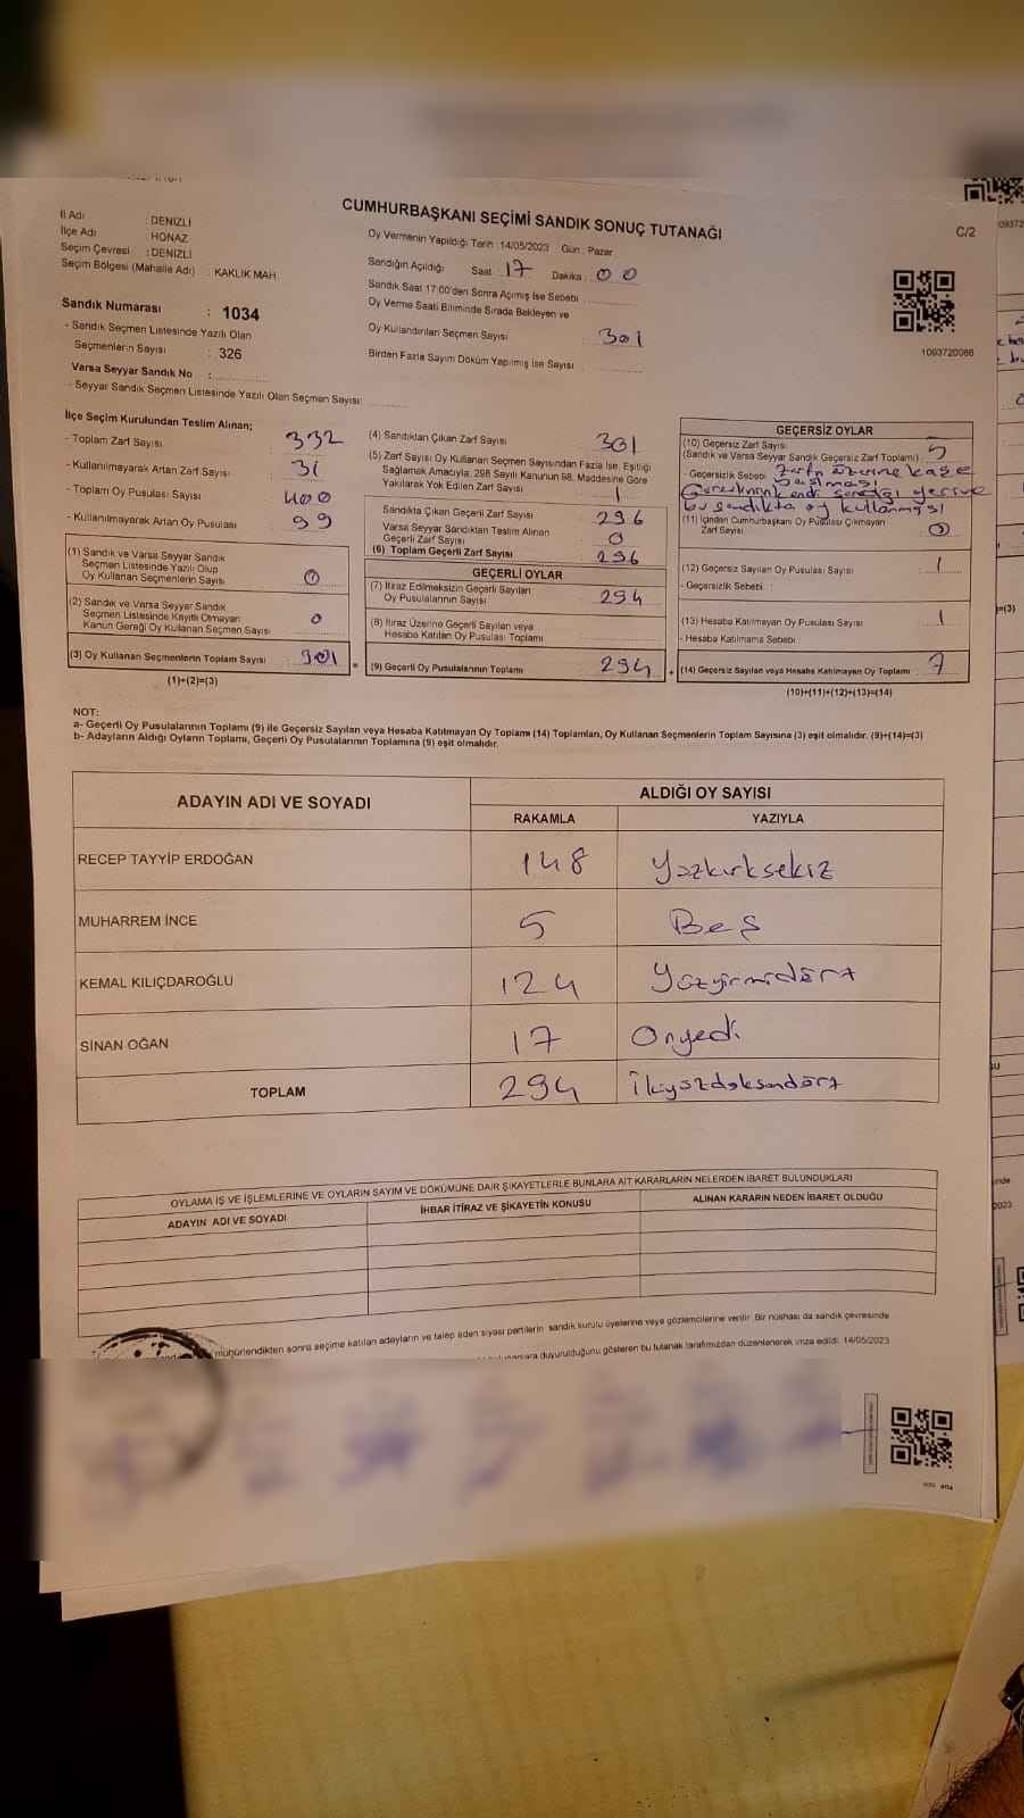 İl Adı : DENİZLİ
İlçe Adı : HONAZ
Seçim Çevresi : DENİZLİ
Seçim Bölgesi (Mahalle Adı) : KAKLIK MAH.
Sandık Numarası : 1034
- Sandık Seçmen Listesinde Yazılı Olan
Seçmenlerin Sayısı : 326
Varsa Seyyar Sandık No :
- Seyyar Sandık Seçmen Listesinde Yazılı Olan Seçmen Sayısı:
CUMHURBAŞKANI SEÇİMİ SANDIK SONUÇ TUTANAĞI
Oy Vermenin Yapıldığı Tarih : 14/05/2023 Gün : Pazar
Sandığın Açıldığı Saat 17 Dakika : 00
Sandık Saat 17:00'den Sonra Açılmış İse Sebebi
Oy Verme Saati Bitiminde Sırada Bekleyen ve
Oy Kullandırılan Seçmen Sayısı 301
Birden Fazla Sayım Döküm Yapılmış İse Sayısı
C/2
1093720086
İlçe Seçim Kurulundan Teslim Alınan;
- Toplam Zarf Sayısı 332
- Kullanılmayarak Artan Zarf Sayısı 31
- Toplam Oy Pusulası Sayısı 400
- Kullanılmayarak Artan Oy Pusulası 99
(1) Sandık ve Varsa Seyyar Sandık
Seçmen Listesinde Yazılı Olup
Oy Kullanan Seçmenlerin Sayısı 0
(2) Sandık ve Varsa Seyyar Sandık
Seçmen Listesinde Kayıtlı Olmayan
Kanun Gereği Oy Kullanan Seçmen Sayısı 0
(3) Oy Kullanan Seçmenlerin Toplam Sayısı 301
(1)+(2)=(3)
(4) Sandıktan Çıkan Zarf Sayısı 301
(5) Zarf Sayısı Oy Kullanan Seçmen Sayısından Fazla İse, Eşitliği
Sağlamak Amacıyla, 298 Sayılı Kanunun 98. Maddesine Göre
Yakılarak Yok Edilen Zarf Sayısı 1
Sandıkta Çıkan Geçerli Zarf Sayısı 296
Varsa Seyyar Sandıktan Teslim Alınan
Geçerli Zarf Sayısı 0
(6) Toplam Geçerli Zarf Sayısı 296
GEÇERLİ OYLAR
(7) İtiraz Edilmeksizin Geçerli Sayılan
Oy Pusulalarının Sayısı 294
(8) İtiraz Üzerine Geçerli Sayılan veya
Hesaba Katılan Oy Pusulası Toplamı
(9) Geçerli Oy Pusulalarının Toplamı 294
GEÇERSİZ OYLAR
(10) Geçersiz Zarf Sayısı 5
(Sandık ve Varsa Seyyar Sandık Geçersiz Zarf Toplamı)
- Geçersizlik Sebebi: Zarfın üzerine kaşe
basılması
kendi sandığı yerine
bu sandıkta oy kullanması
(11) İçinden Cumhurbaşkanı Oy Pusulası Çıkmayan
Zarf Sayısı 0
(12) Geçersiz Sayılan Oy Pusulası Sayısı 1
- Geçersizlik Sebebi :
(13) Hesaba Katılmayan Oy Pusulası Sayısı 1
- Hesaba Katılmama Sebebi
(14) Geçersiz Sayılan veya Hesaba Katılmayan Oy Toplamı 7
(10)+(11)+(12)+(13)=(14)
NOT:
a- Geçerli Oy Pusulalarının Toplamı (9) ile Geçersiz Sayılan veya Hesaba Katılmayan Oy Toplamı (14) Toplamları, Oy Kullanan Seçmenlerin Toplam Sayısına (3) eşit olmalıdır. (9)+(14)=(3)
b- Adayların Aldığı Oyların Toplamı, Geçerli Oy Pusulalarının Toplamına (9) eşit olmalıdır.
ADAYIN ADI VE SOYADI
ALDIĞI OY SAYISI
RAKAMLA YAZIYLA
RECEP TAYYİP ERDOĞAN 148 Yüzkırksekiz
MUHARREM İNCE 5 Beş
KEMAL KILIÇDAROĞLU 124 Yüzyirmidört
SİNAN OĞAN 17 Onyedi
TOPLAM 294 ikiyüzdoksandört
OYLAMA İŞ VE İŞLEMLERİNE VE OYLARIN SAYIM VE DÖKÜMÜNE DAİR ŞİKAYETLERLE BUNLARA AİT KARARLARIN NELERDEN İBARET BULUNDUKLARI
ADAYIN ADI VE SOYADI
İHBAR İTİRAZ VE ŞİKAYETİN KONUSU
ALINAN KARARIN NEDEN İBARET OLDUĞU
mühürlendikten sonra seçime katılan adayların ve talep eden siyasi partilerin sandık kurulu üyelerine veya gözlemcilerine verilir. Bir nüshası da sandık çevresinde
duyurulduğunu gösteren bu tutanak tarafımızdan düzenlenerek imza edildi. 14/05/2023